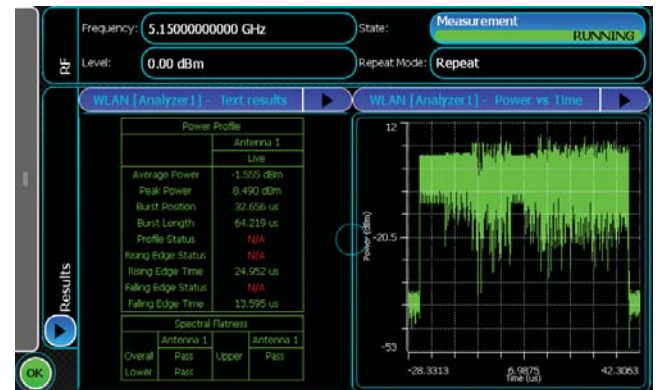 RF
Frequency: 5.15000000000 GHz
Level: 0.00 dBm
State: Measurement RUNNING
Repeat Mode: Repeat
Results
OK
WLAN [Analyzer1] - Text results
Power Profile
Antenna 1
Live
Average Power -1.555 dBm
Peak Power 8.490 dBm
Burst Position 32.656 us
Burst Length 64.219 us
Profile Status N/A
Rising Edge Status N/A
Rising Edge Time 24.952 us
Falling Edge Status N/A
Falling Edge Time 13.595 us
Spectral Flatness
Antenna 1 Antenna 1
Overall Pass Upper Pass
Lower Pass
WLAN [Analyzer1] - Power vs Time
12
Power (dBm)
-20.5
-53
-28.3313 6.9875 42.3063
Time (us)